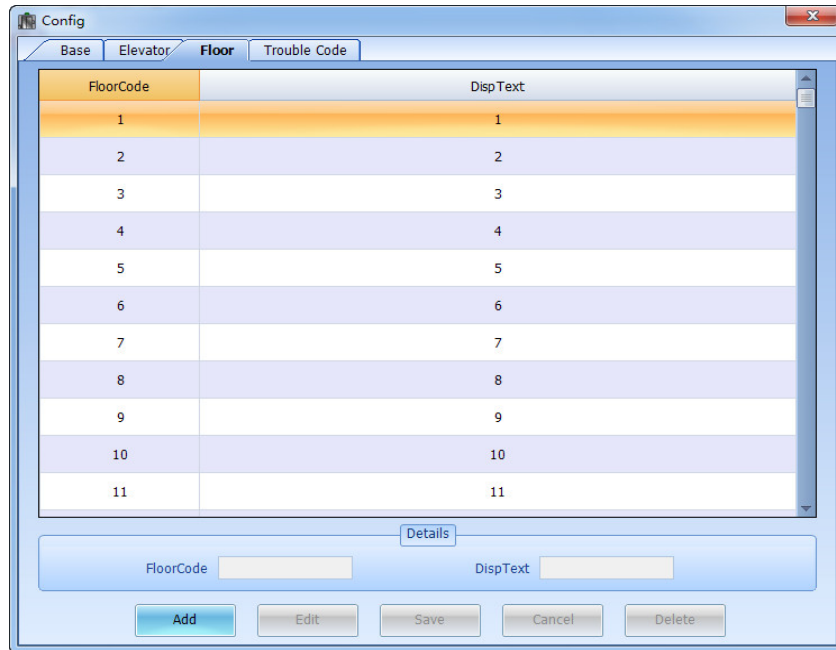 Config
Base Elevator Floor Trouble Code
FloorCode DispText
1 1
2 2
3 3
4 4
5 5
6 6
7 7
8 8
9 9
10 10
11 11
Details
FloorCode DispText
Add Edit Save Cancel Delete